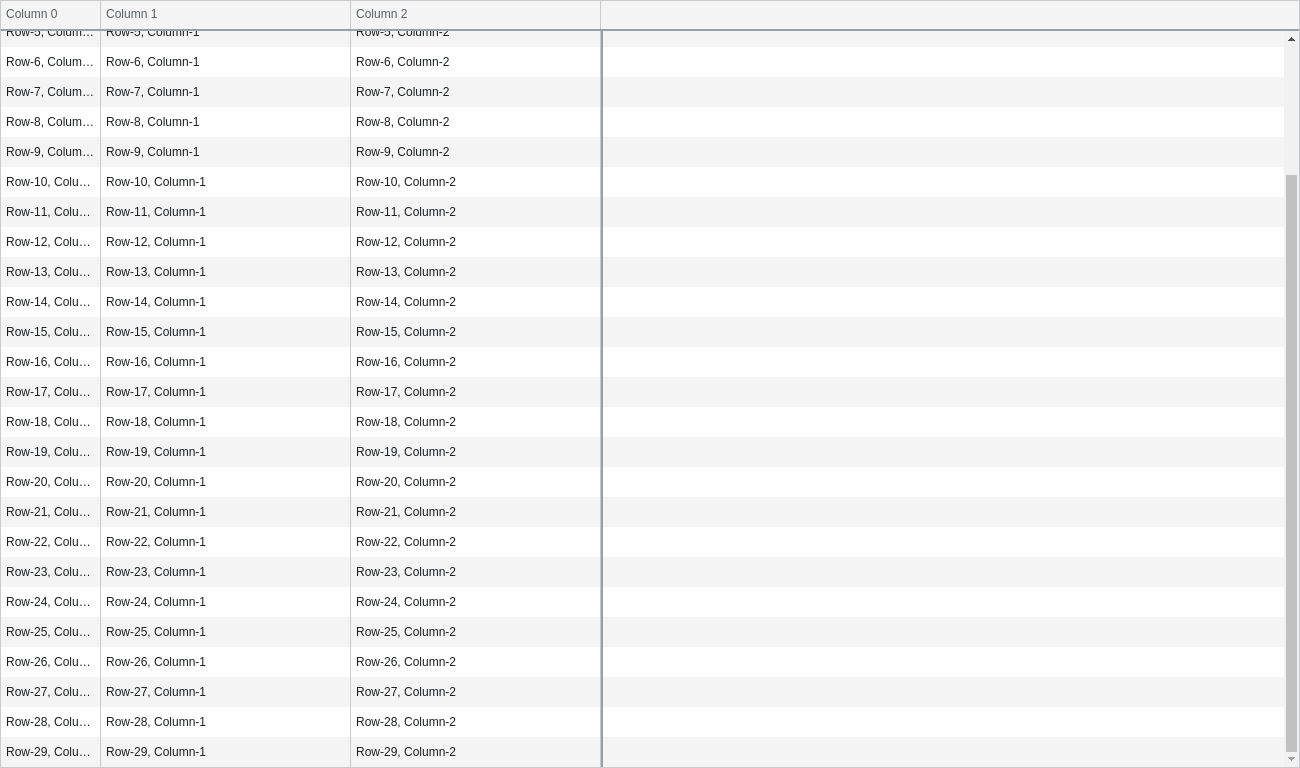 Column 0 Column 1 Column 2
Row-5, Colum… Row-5, Column-1 Row-5, Column-2
Row-6, Colum… Row-6, Column-1 Row-6, Column-2
Row-7, Colum… Row-7, Column-1 Row-7, Column-2
Row-8, Colum… Row-8, Column-1 Row-8, Column-2
Row-9, Colum… Row-9, Column-1 Row-9, Column-2
Row-10, Colu… Row-10, Column-1 Row-10, Column-2
Row-11, Colu… Row-11, Column-1 Row-11, Column-2
Row-12, Colu… Row-12, Column-1 Row-12, Column-2
Row-13, Colu… Row-13, Column-1 Row-13, Column-2
Row-14, Colu… Row-14, Column-1 Row-14, Column-2
Row-15, Colu… Row-15, Column-1 Row-15, Column-2
Row-16, Colu… Row-16, Column-1 Row-16, Column-2
Row-17, Colu… Row-17, Column-1 Row-17, Column-2
Row-18, Colu… Row-18, Column-1 Row-18, Column-2
Row-19, Colu… Row-19, Column-1 Row-19, Column-2
Row-20, Colu… Row-20, Column-1 Row-20, Column-2
Row-21, Colu… Row-21, Column-1 Row-21, Column-2
Row-22, Colu… Row-22, Column-1 Row-22, Column-2
Row-23, Colu… Row-23, Column-1 Row-23, Column-2
Row-24, Colu… Row-24, Column-1 Row-24, Column-2
Row-25, Colu… Row-25, Column-1 Row-25, Column-2
Row-26, Colu… Row-26, Column-1 Row-26, Column-2
Row-27, Colu… Row-27, Column-1 Row-27, Column-2
Row-28, Colu… Row-28, Column-1 Row-28, Column-2
Row-29, Colu… Row-29, Column-1 Row-29, Column-2